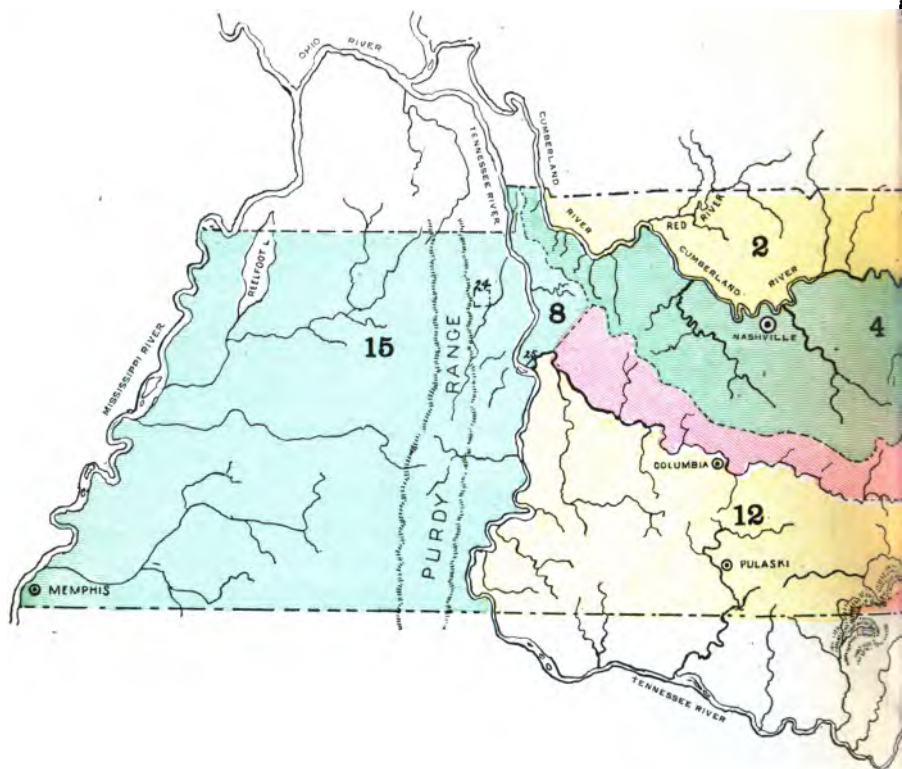 OHIO RIVER
CUMBERLAND RIVER
TENNESSEE RIVER
RED RIVER
2
CUMBERLAND RIVER
REELFOOT L.
24
8
NASHVILLE
4
15
RANGE
PURDY
25
MISSISSIPPI RIVER
COLUMBIA
12
PULASKI
MEMPHIS
TENNESSEE RIVER